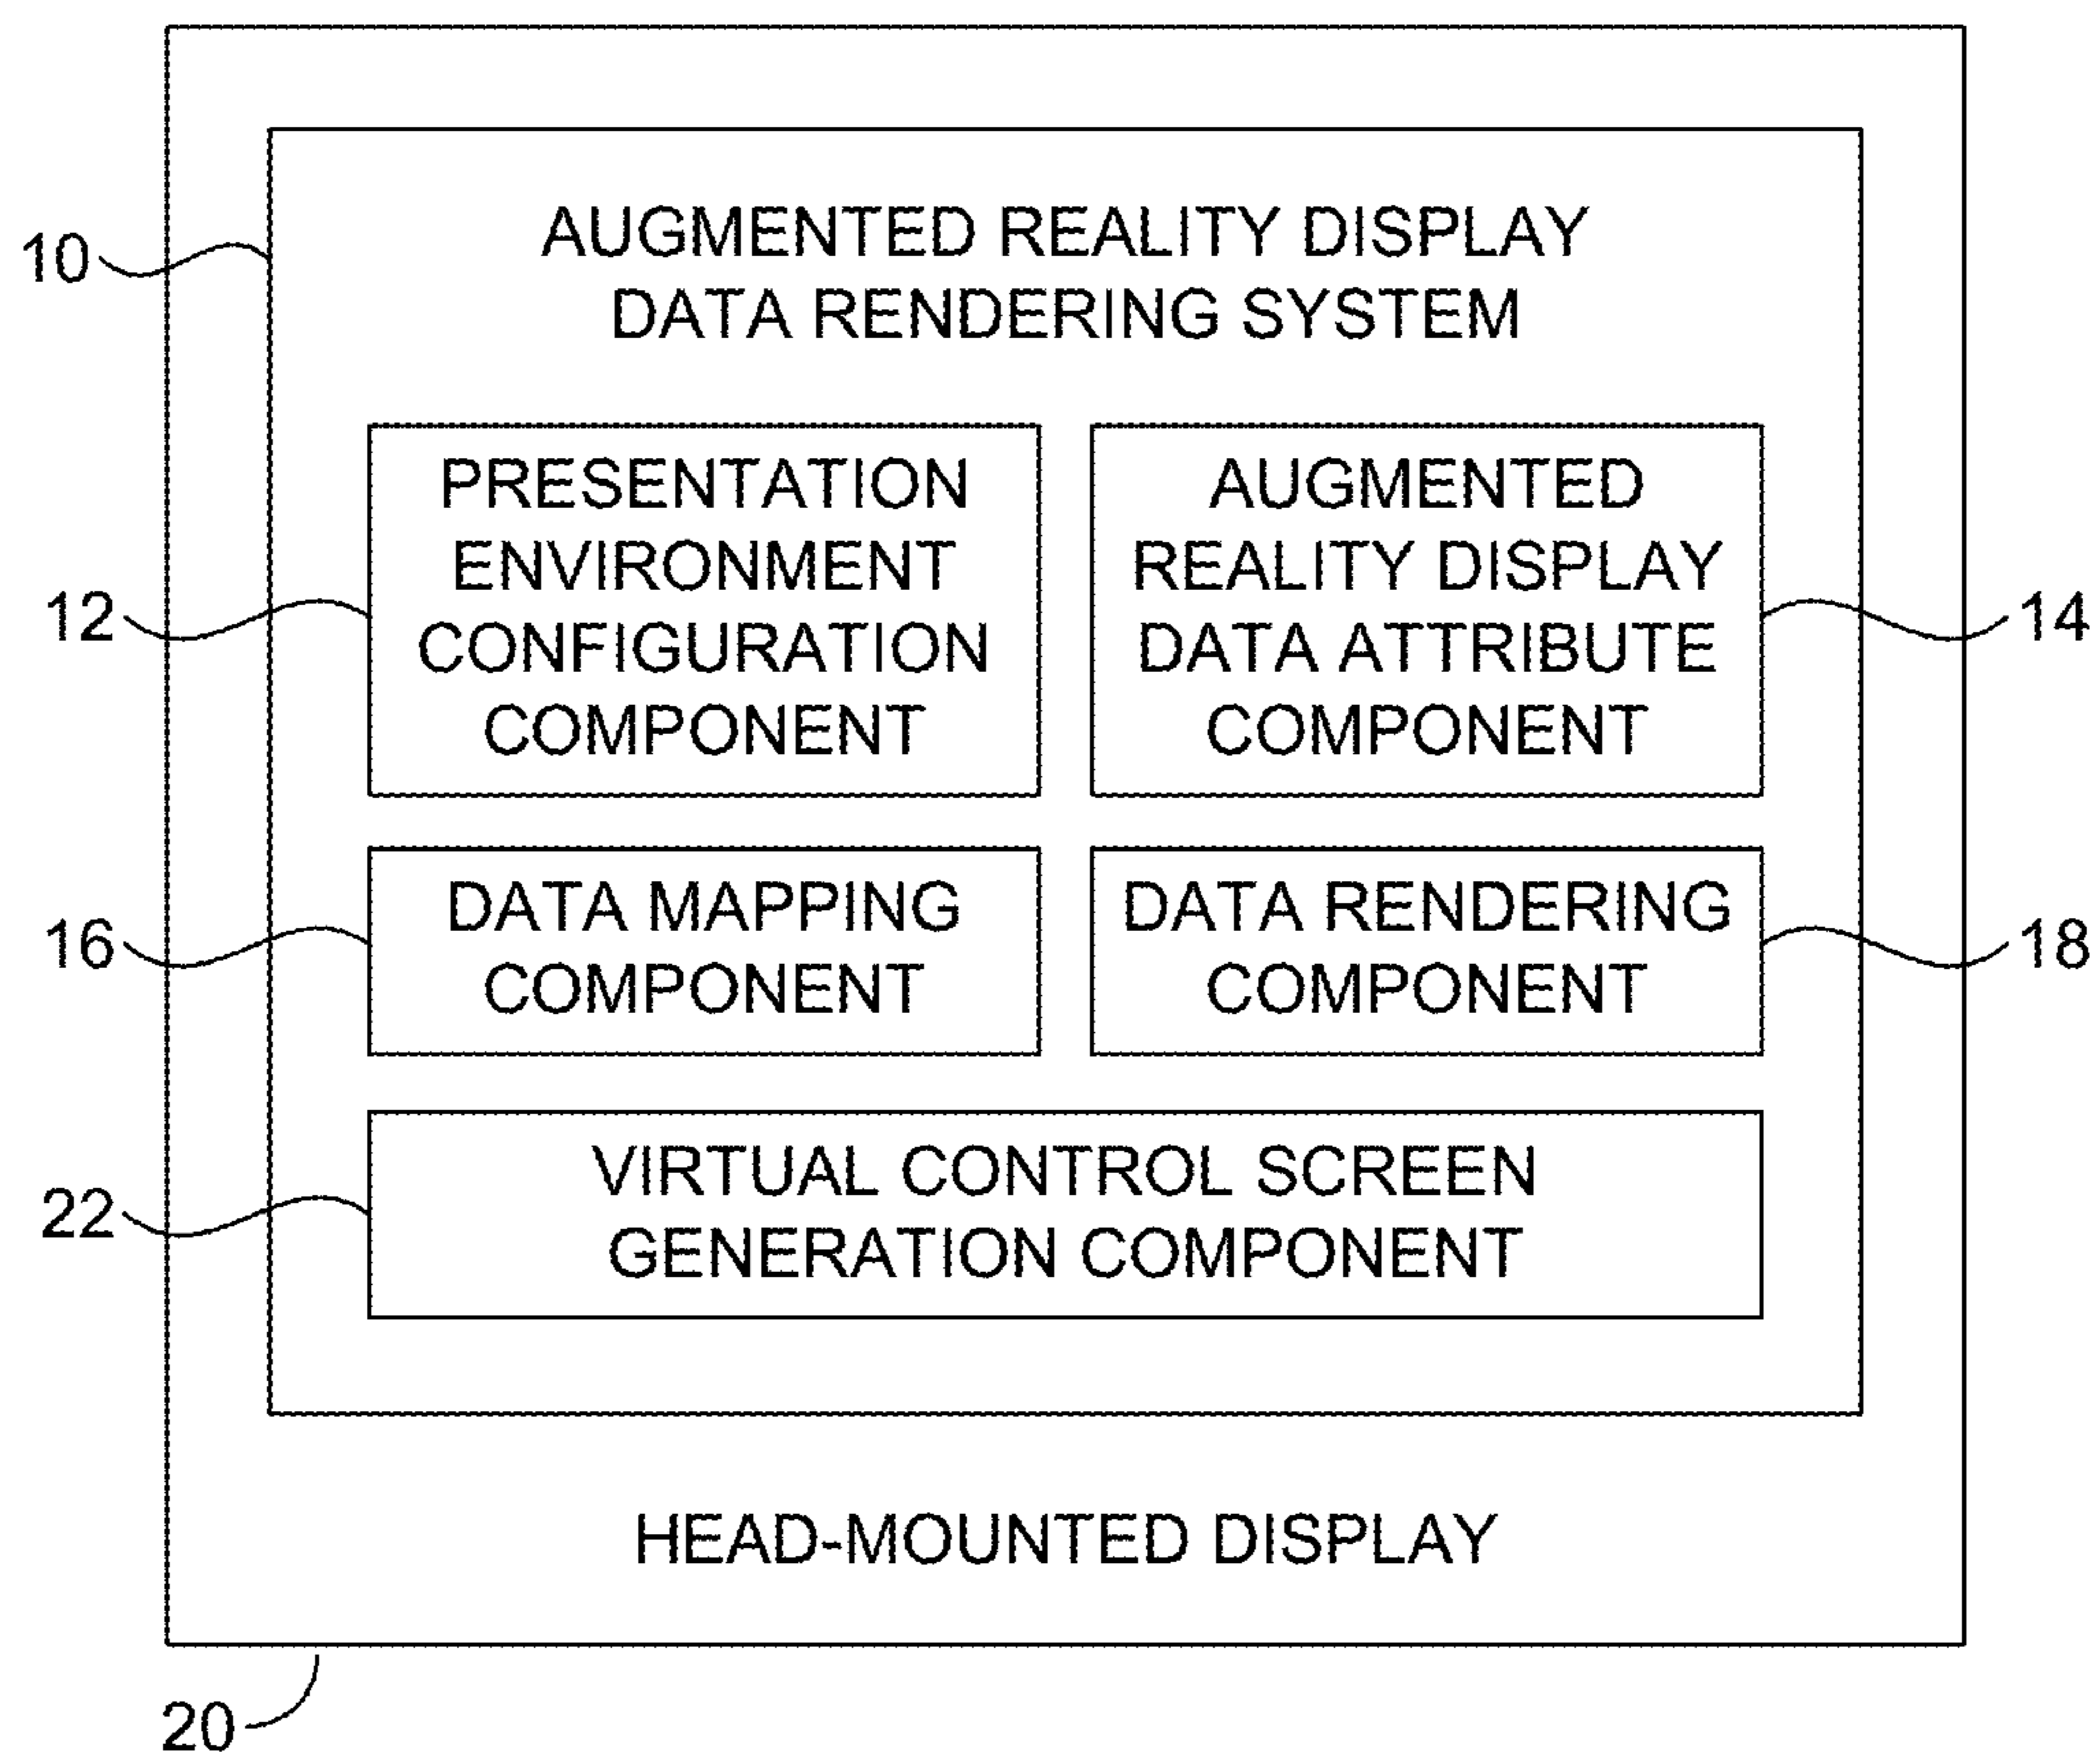 10
AUGMENTED REALITY DISPLAY
DATA RENDERING SYSTEM
12
PRESENTATION
ENVIRONMENT
CONFIGURATION
COMPONENT
AUGMENTED
REALITY DISPLAY
DATA ATTRIBUTE
COMPONENT
14
16
DATA MAPPING
COMPONENT
DATA RENDERING
COMPONENT
18
22
VIRTUAL CONTROL SCREEN
GENERATION COMPONENT
HEAD-MOUNTED DISPLAY
20